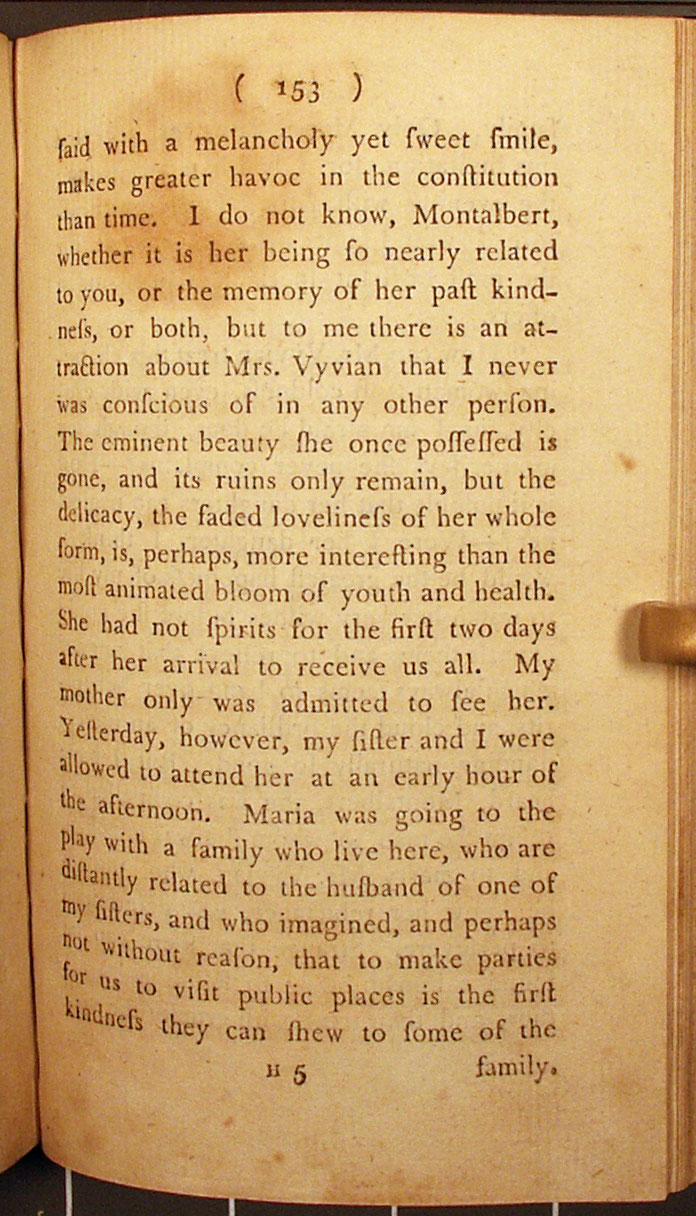 ( 153 )
ſaid with a melancholy yet ſweet ſmile,
makes greater havoc in the conſtitution
than time. I do not know, Montalbert,
whether it is her being ſo nearly related
to you, or the memory of her paſt kind-
neſs, or both, but to me there is an at-
traction about Mrs. Vyvian that I never
was conſcious of in any other perſon.
The eminent beauty ſhe once poſſeſſed is
gone, and its ruins only remain, but the
delicacy, the faded lovelineſs of her whole
form, is, perhaps, more intereſting than the
moſt animated bloom of youth and health.
She had not ſpirits for the firſt two days
after her arrival to receive us all. My
mother only was admitted to ſee her.
Yeſterday, however, my ſiſter and I were
allowed to attend her at an early hour of
the afternoon. Maria was going to the
play with a family who live here, who are
diſtantly related to the huſband of one of
my ſiſters, and who imagined, and perhaps
not without reaſon, that to make parties
for us to viſit public places is the firſt
kindneſs they can ſhew to ſome of the
H 5 family.